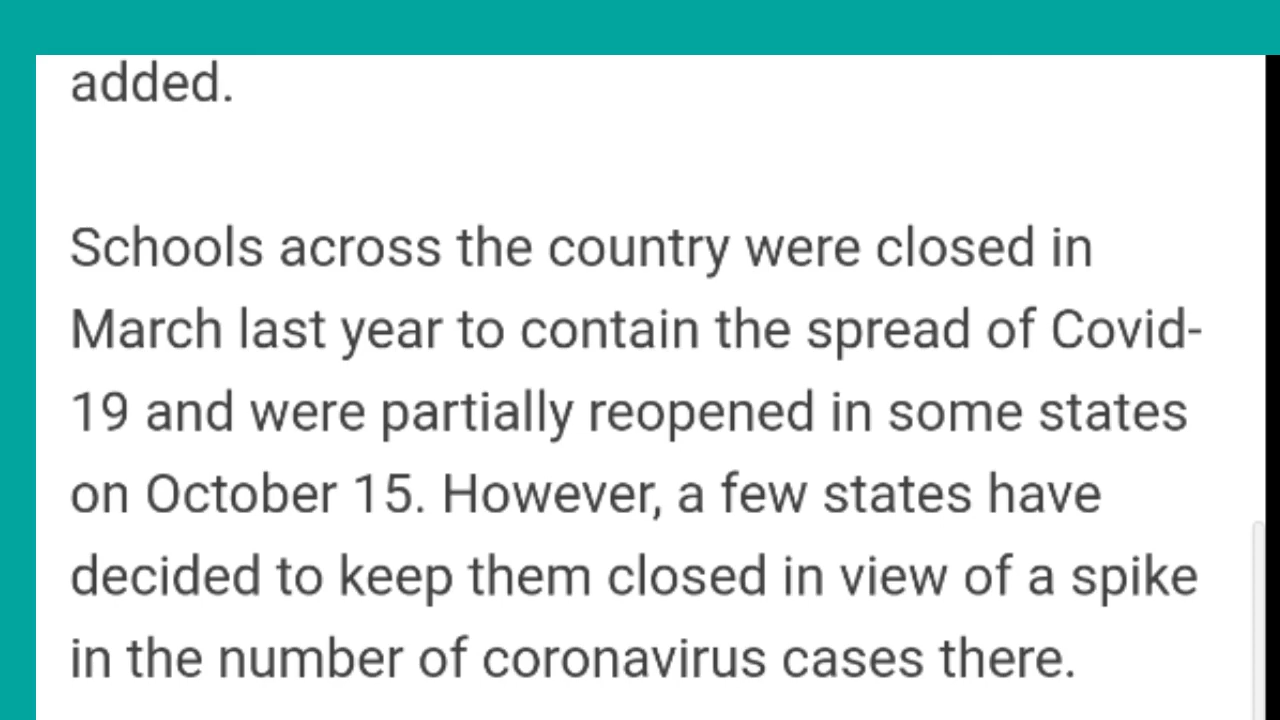 added.
Schools across the country were closed in
March last year to contain the spread of Covid-
19 and were partially reopened in some states
on October 15. However, a few states have
decided to keep them closed in view of a spike
in the number of coronavirus cases there.